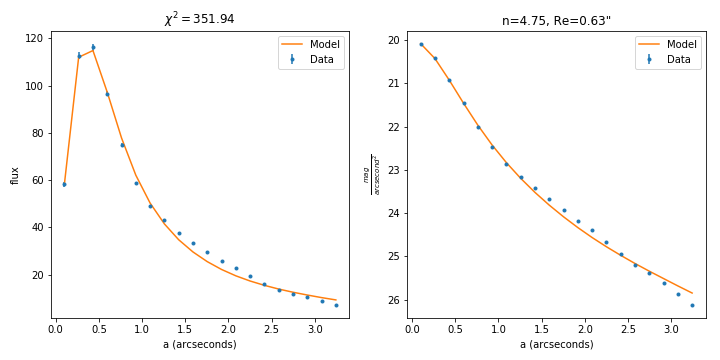 χ² = 351.94
flux
120
100
80
60
40
20
0.0 0.5 1.0 1.5 2.0 2.5 3.0
a (arcseconds)
Model
Data
n=4.75, Re=0.63"
mag/arcsecond²
20
21
22
23
24
25
26
0.0 0.5 1.0 1.5 2.0 2.5 3.0
a (arcseconds)
Model
Data